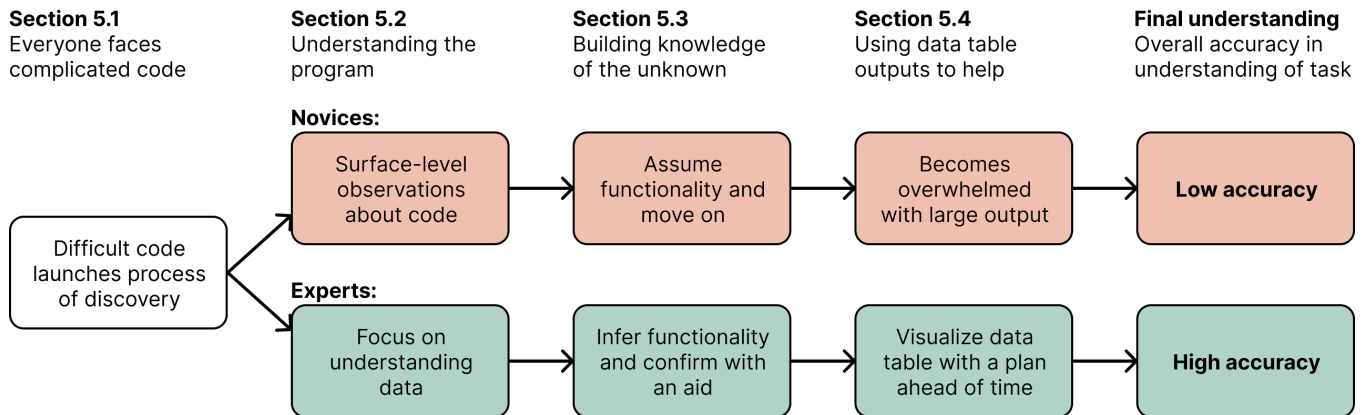 Section 5.1
Everyone faces
complicated code
Section 5.2
Understanding the
program
Section 5.3
Building knowledge
of the unknown
Section 5.4
Using data table
outputs to help
Final understanding
Overall accuracy in
understanding of task
Novices:
Surface-level
observations
about code
Assume
functionality and
move on
Becomes
overwhelmed
with large output
Low accuracy
Difficult code
launches process
of discovery
Experts:
Focus on
understanding
data
Infer functionality
and confirm with
an aid
Visualize data
table with a plan
ahead of time
High accuracy